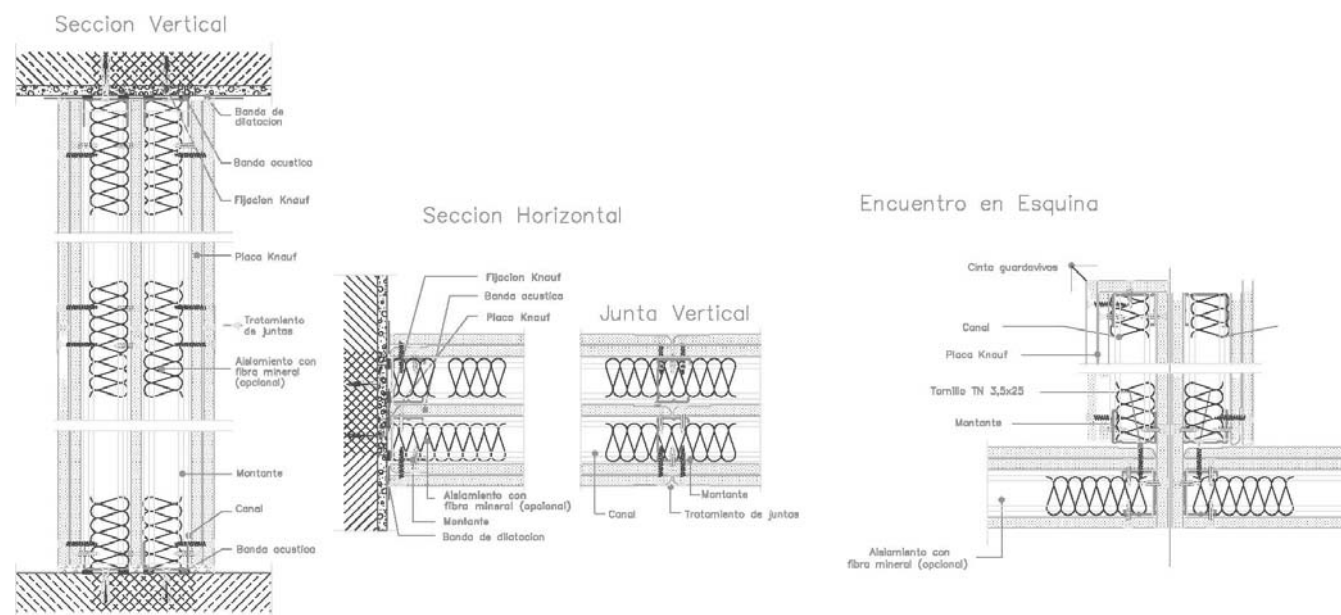 Seccion Vertical
Banda de
dilatacion
Banda acustica
Fijacion Knauf
Placa Knauf
Tratamiento
de juntas
Aislamiento con
fibra mineral
(opcional)
Montante
Canal
Banda acustica
Seccion Horizontal
Fijacion Knauf
Banda acustica
Placa Knauf
Aislamiento con
fibra mineral (opcional)
Montante
Banda de dilatacion
Junta Vertical
Montante
Canal
Tratamiento de juntas
Encuentro en Esquina
Cinta guardavivos
Canal
Placa Knauf
Tornillo TN 3,5x25
Montante
Aislamiento con
fibra mineral (opcional)